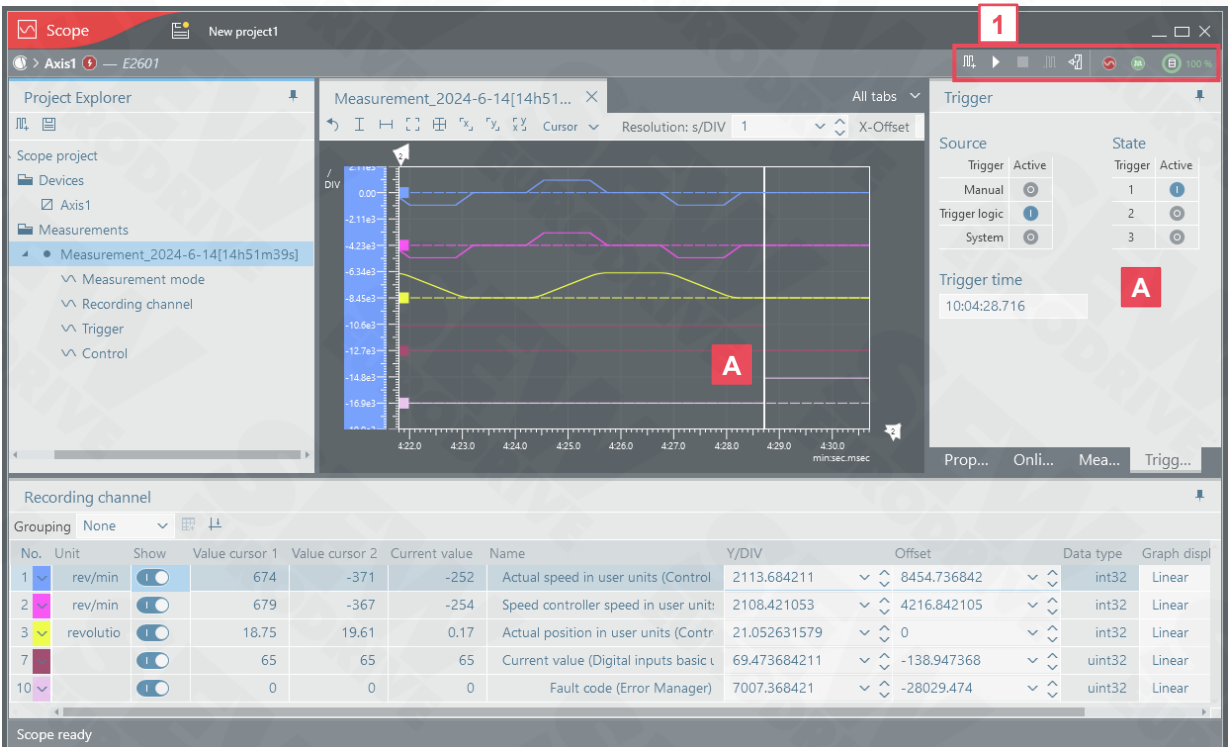 1
Scope
New project1
> Axis1 — E2601
100 %
Project Explorer
Scope project
Devices
Axis1
Measurements
Measurement_2024-6-14[14h51m39s]
Measurement mode
Recording channel
Trigger
Control
Measurement_2024-6-14[14h51...
All tabs
Cursor
Resolution: s/DIV
1
X-Offset
/
DIV
2.11e3
0.00
-2.11e3
-4.23e3
-6.34e3
-8.45e3
-10.6e3
-12.7e3
-14.8e3
-16.9e3
A
4:22.0 4:23.0 4:24.0 4:25.0 4:26.0 4:27.0 4:28.0 4:29.0 4:30.0
min:sec.msec
Trigger
Source
Trigger Active
Manual
Trigger logic
System
State
Trigger Active
1
2
3
Trigger time
10:04:28.716
A
Prop... Onli... Mea... Trigg...
Recording channel
Grouping None
No. Unit Show Value cursor 1 Value cursor 2 Current value Name Y/DIV Offset Data type Graph displ
1 rev/min 674 -371 -252 Actual speed in user units (Control 2113.684211 8454.736842 int32 Linear
2 rev/min 679 -367 -254 Speed controller speed in user unit: 2108.421053 4216.842105 int32 Linear
3 revolutio 18.75 19.61 0.17 Actual position in user units (Contr 21.052631579 0 int32 Linear
7 65 65 65 Current value (Digital inputs basic u 69.473684211 -138.947368 uint32 Linear
10 0 0 0 Fault code (Error Manager) 7007.368421 -28029.474 uint32 Linear
Scope ready